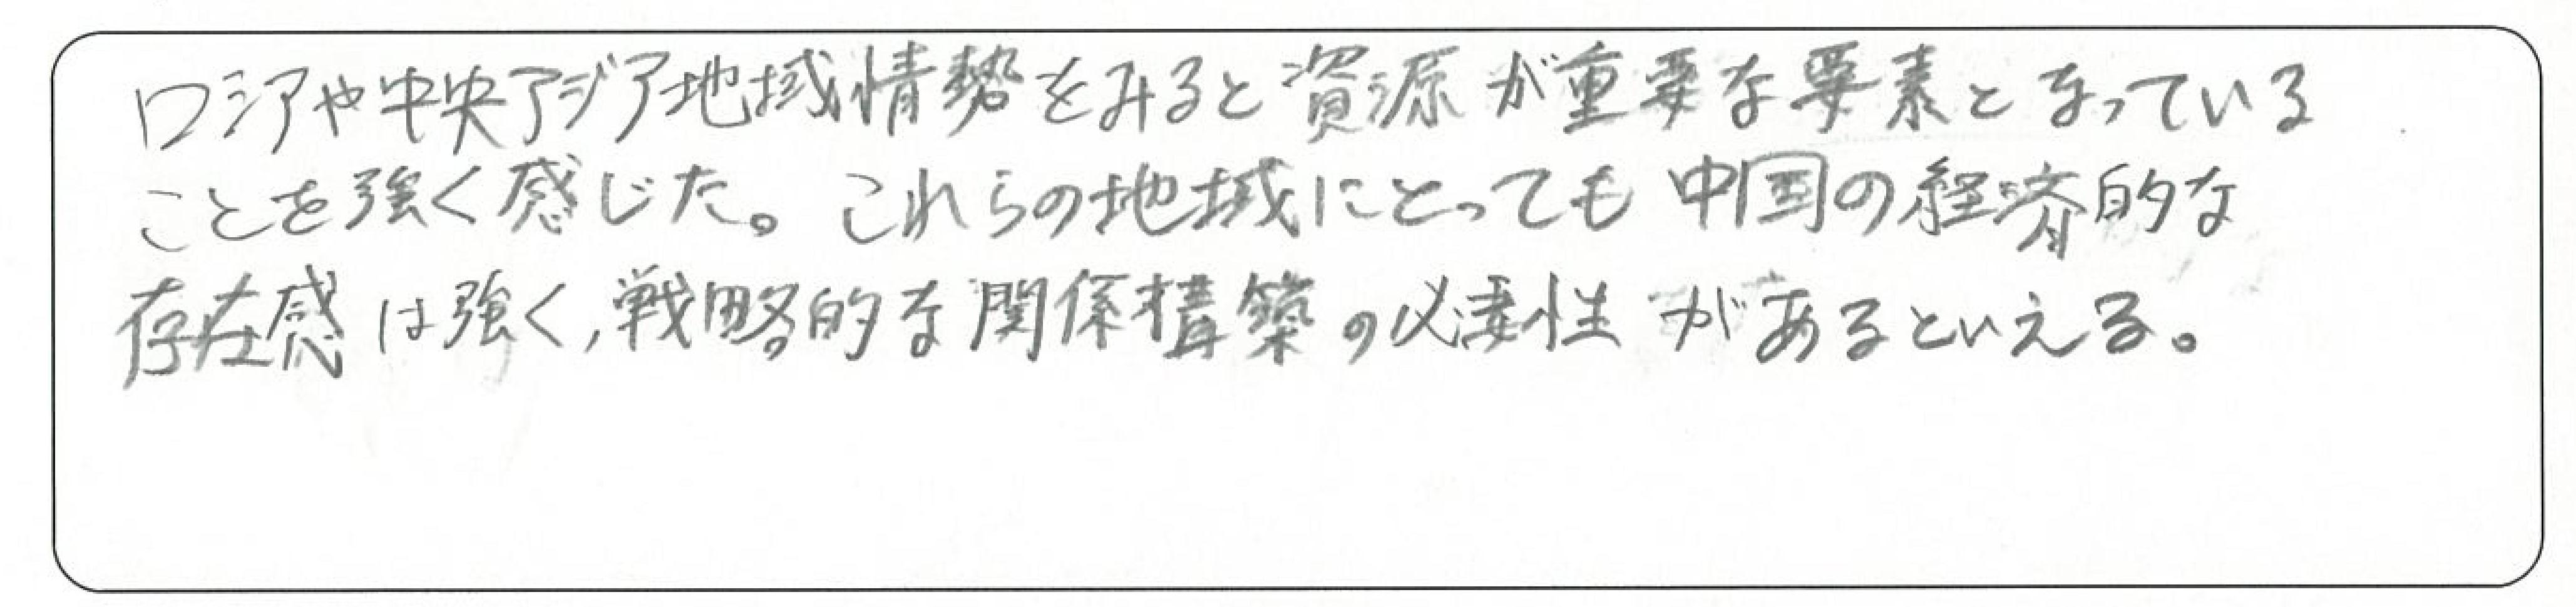 ロシアや中央アジア地域情勢をみると資源が重要な要素となっている
ことを強く感じた。これらの地域にとっても中国の経済的な
存在感は強く,戦略的な関係構築の必要性があるといえる。